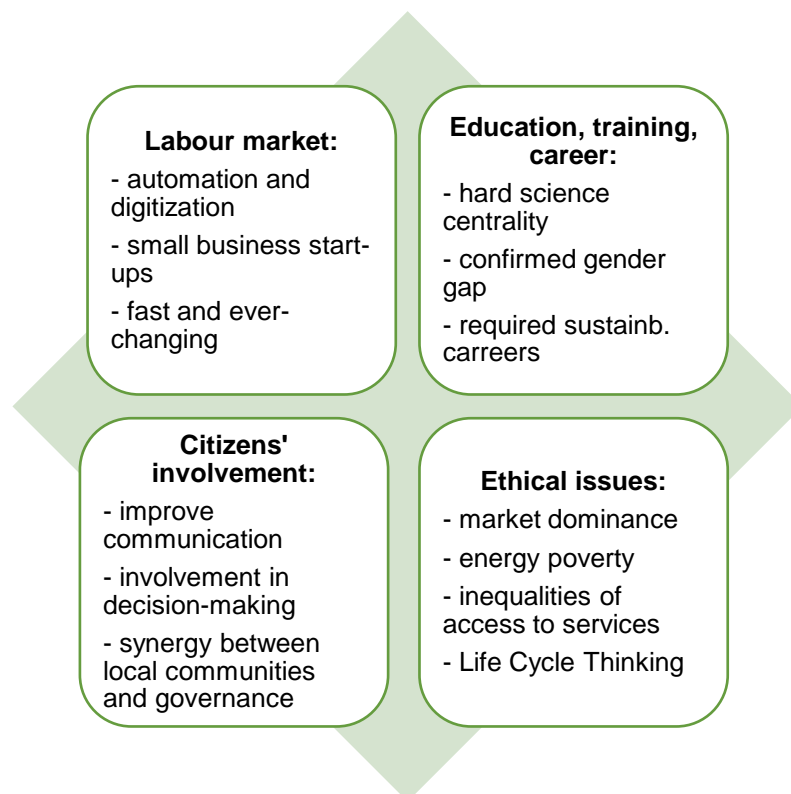 Labour market:
- automation and
digitization
- small business start-
ups
- fast and ever-
changing
Education, training,
career:
- hard science
centrality
- confirmed gender
gap
- required sustainb.
carreers
Citizens'
involvement:
- improve
communication
- involvement in
decision-making
- synergy between
local communities
and governance
Ethical issues:
- market dominance
- energy poverty
- inequalities of
access to services
- Life Cycle Thinking